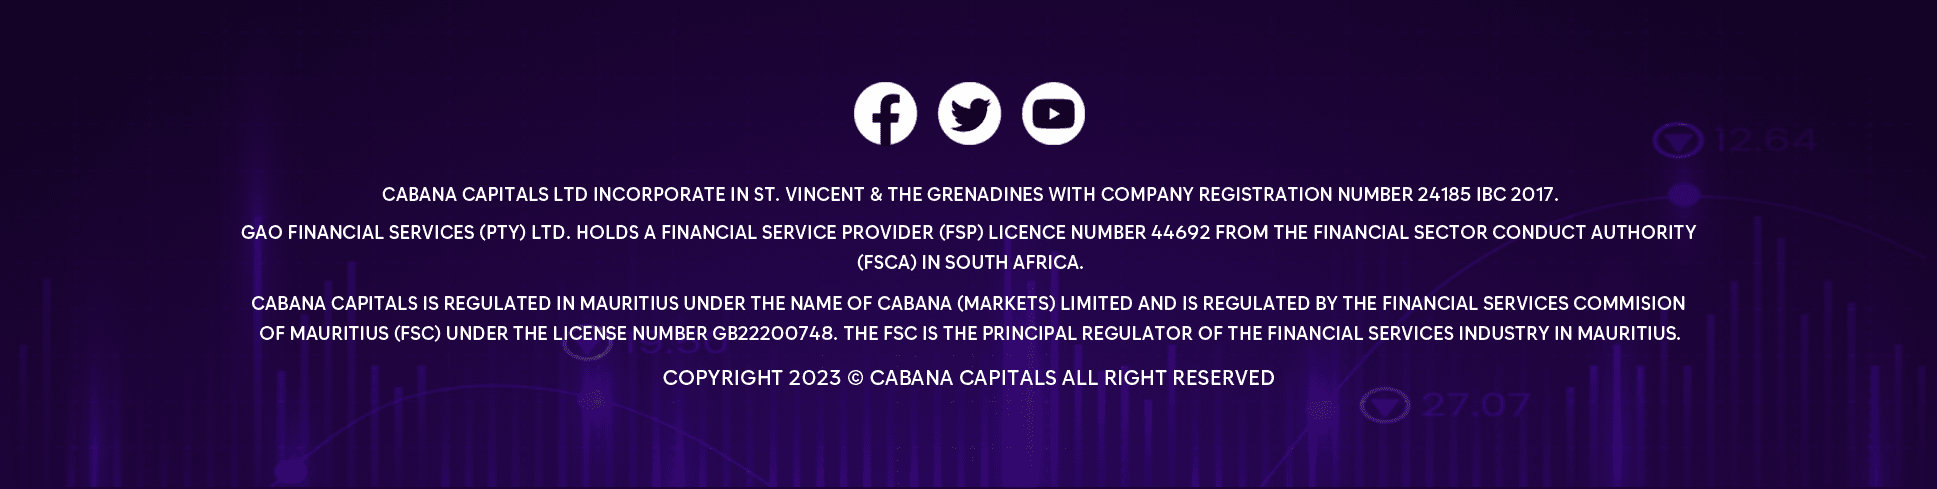 12.64
CABANA CAPITALS LTD INCORPORATE IN ST. VINCENT & THE GRENADINES WITH COMPANY REGISTRATION NUMBER 24185 IBC 2017.
GAO FINANCIAL SERVICES (PTY) LTD. HOLDS A FINANCIAL SERVICE PROVIDER (FSP) LICENCE NUMBER 44692 FROM THE FINANCIAL SECTOR CONDUCT AUTHORITY
(FSCA) IN SOUTH AFRICA.
CABANA CAPITALS IS REGULATED IN MAURITIUS UNDER THE NAME OF CABANA (MARKETS) LIMITED AND IS REGULATED BY THE FINANCIAL SERVICES COMMISION
OF MAURITIUS (FSC) UNDER THE LICENSE NUMBER GB22200748. THE FSC IS THE PRINCIPAL REGULATOR OF THE FINANCIAL SERVICES INDUSTRY IN MAURITIUS.
COPYRIGHT 2023 © CABANA CAPITALS ALL RIGHT RESERVED
27.07